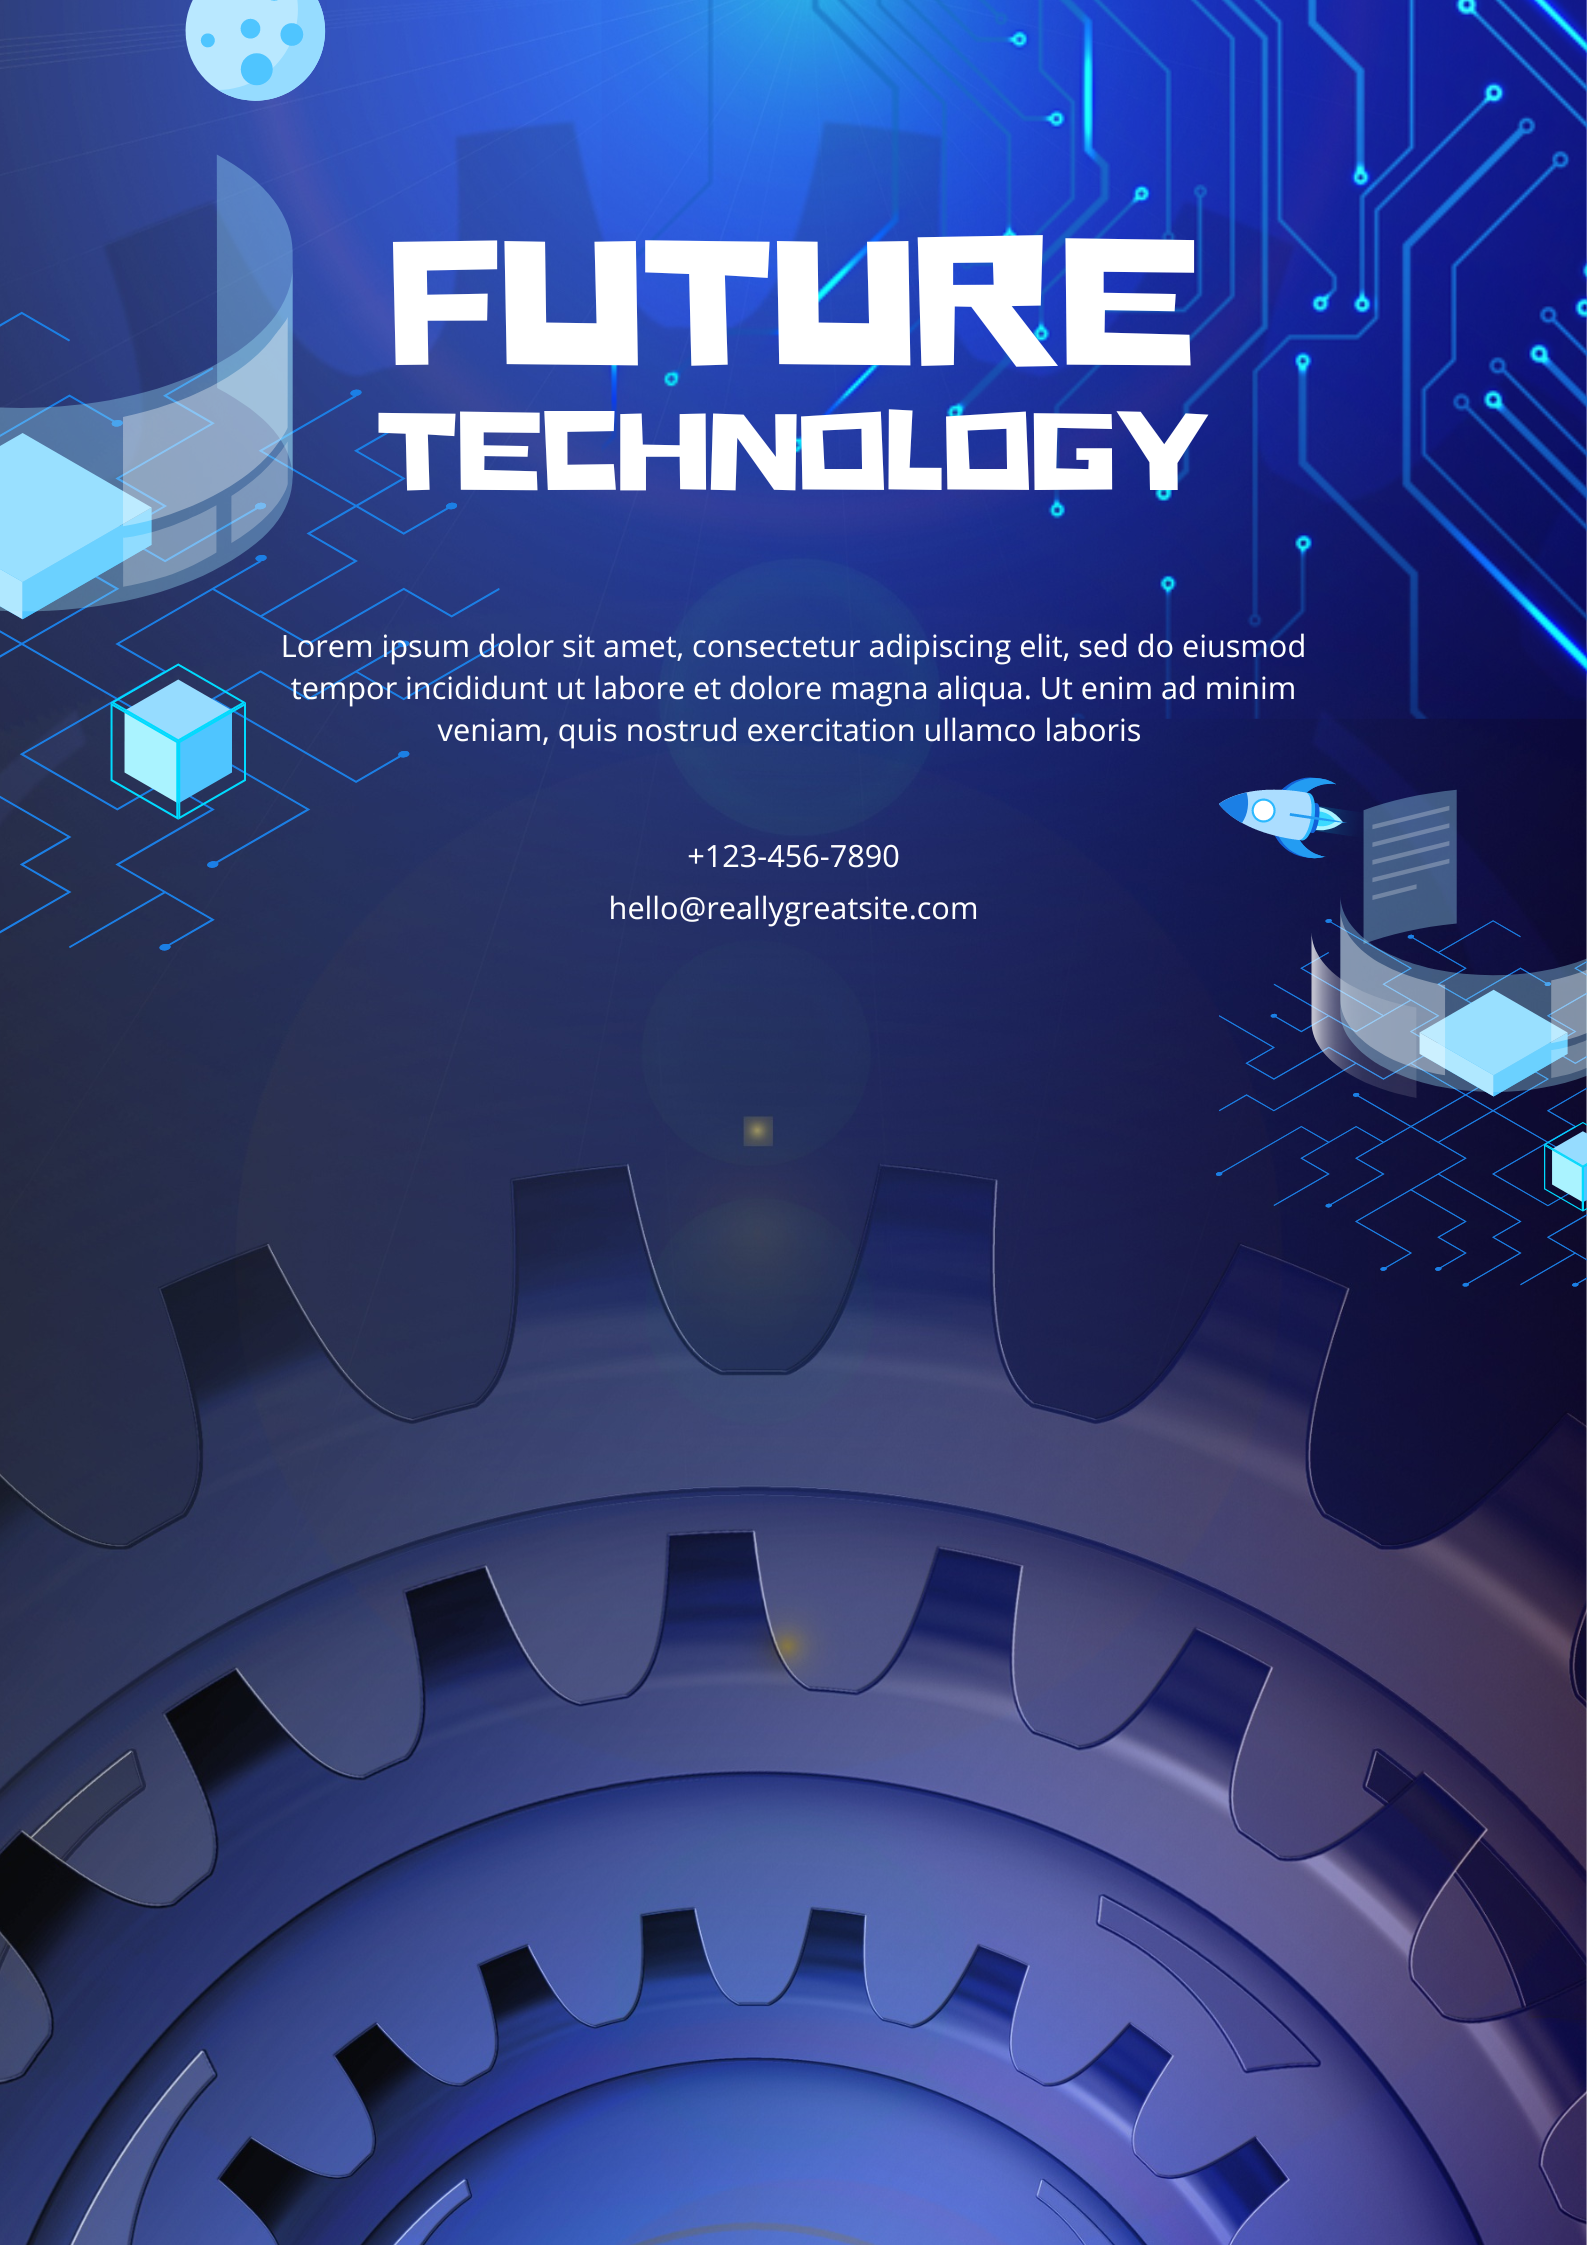 FUTURE
TECHNOLOGY
Lorem ipsum dolor sit amet, consectetur adipiscing elit, sed do eiusmod
tempor incididunt ut labore et dolore magna aliqua. Ut enim ad minim
veniam, quis nostrud exercitation ullamco laboris
+123-456-7890
hello@reallygreatsite.com